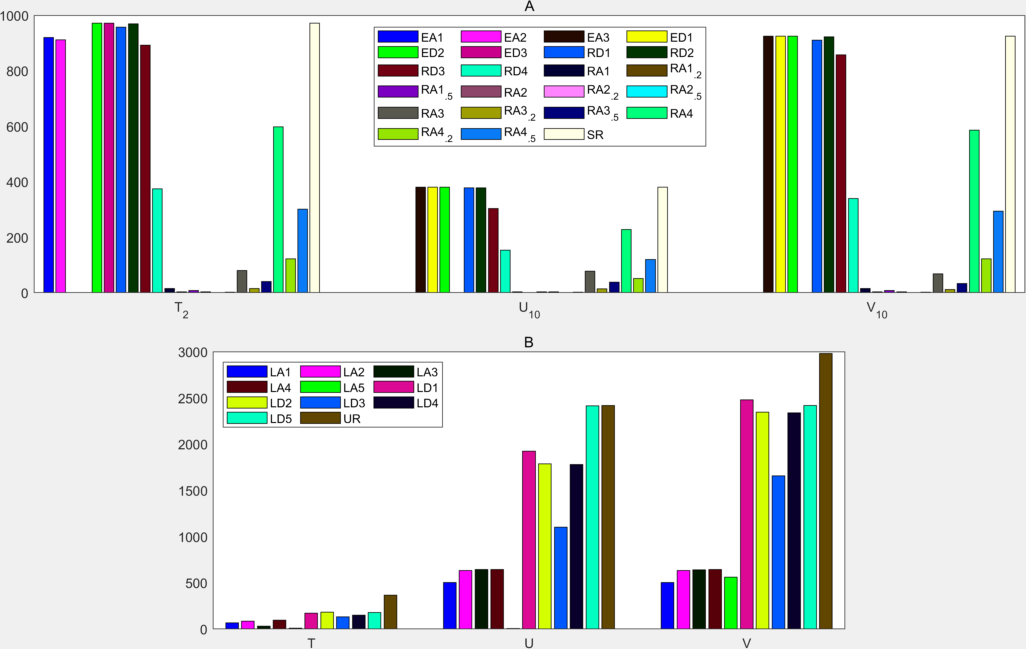 A
1000
800
600
400
200
0
EA1 EA2 EA3 ED1
ED2 ED3 RD1 RD2
RD3 RD4 RA1 RA1.2
RA1.5 RA2 RA2.2 RA2.5
RA3 RA3.2 RA3.5 RA4
RA4.2 RA4.5 SR
T2 U10 V10
B
3000
2500
2000
1500
1000
500
0
LA1 LA2 LA3
LA4 LA5 LD1
LD2 LD3 LD4
LD5 UR
T U V